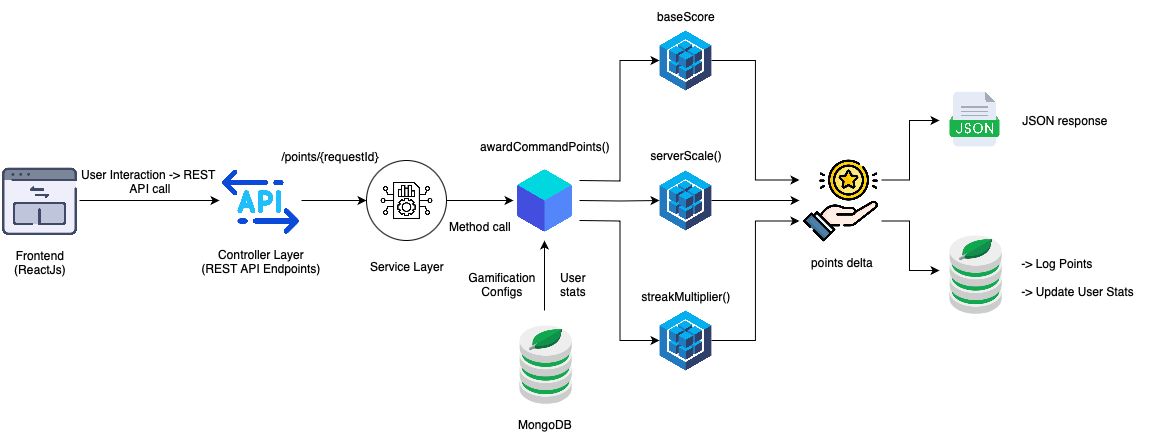 baseScore
JSON
JSON response
awardCommandPoints()
serverScale()
/points/{requestId}
User Interaction -> REST
API call
API
Method call
Frontend
(ReactJs)
Controller Layer
(REST API Endpoints)
Service Layer
points delta
-> Log Points
-> Update User Stats
Gamification
Configs
User
stats
streakMultiplier()
MongoDB